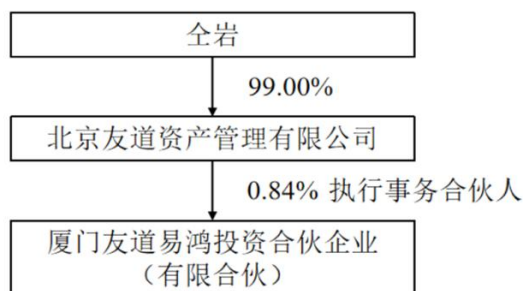 仝岩
99.00%
北京友道资产管理有限公司
0.84% 执行事务合伙人
厦门友道易鸿投资合伙企业
（有限合伙）